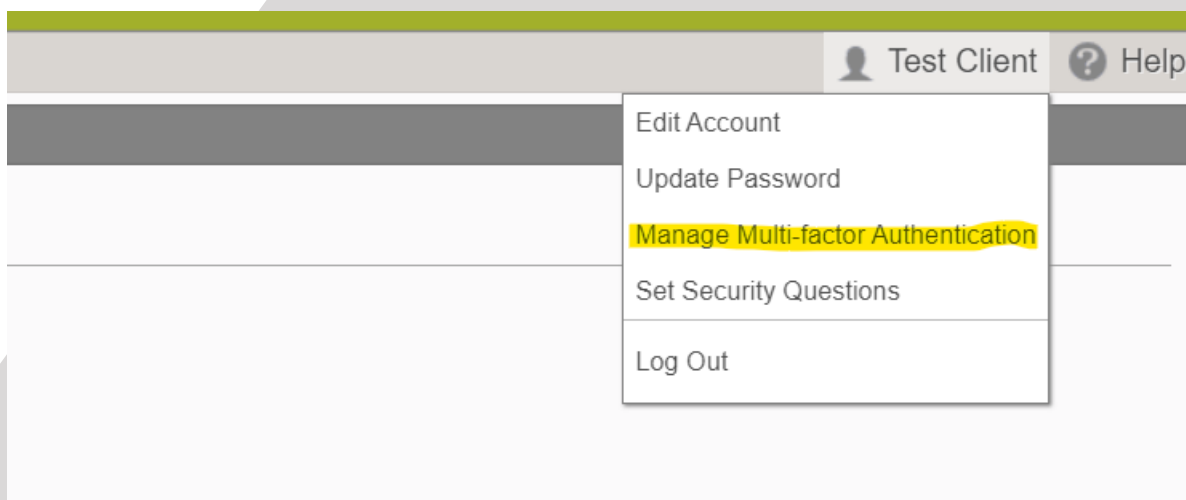 Test Client Help
Edit Account
Update Password
Manage Multi-factor Authentication
Set Security Questions
Log Out